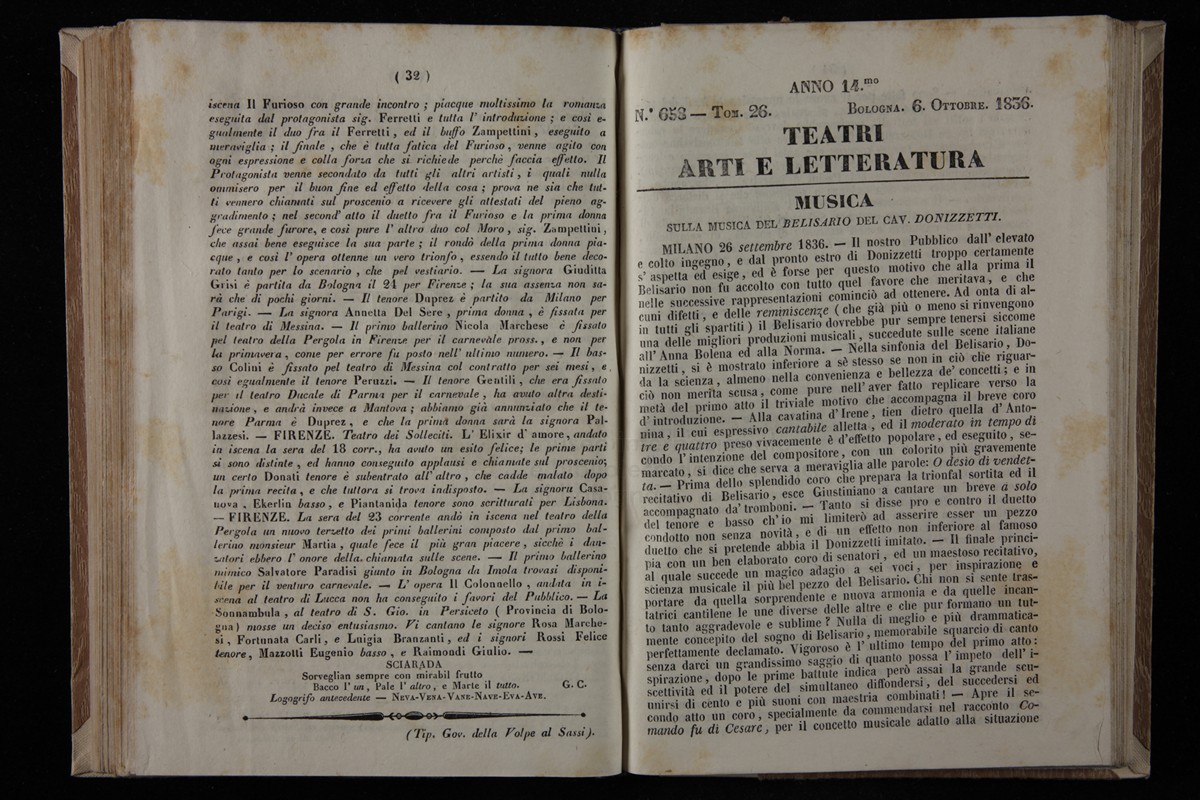 ( 32 )
iscena Il Furioso con grande incontro ; piacque moltissimo la romanza
eseguita dal protagonista sig. Ferretti e tutta l' introduzione ; e così e-
gualmente il duo fra il Ferretti , ed il buffo Zampettini , eseguito a
meraviglia ; il finale , che è tutta fatica del Furioso , venne agito con
ogni espressione e colla forza che si richiede perchè faccia effetto. Il
Protagonista venne secondato da tutti gli altri artisti , i quali nulla
ommisero per il buon fine ed effetto della cosa ; prova ne sia che tut-
ti vennero chiamati sul proscenio a ricevere gli attestati del pieno ag-
gradimento ; nel second' atto il duetto fra il Furioso e la prima donna
fece grande furore, e così pure l' altro duo col Moro , sig. Zampettini ,
che assai bene eseguisce la sua parte ; il rondò della prima donna pia-
cque , e così l' opera ottenne un vero trionfo , essendo il tutto bene deco-
rato tanto per lo scenario , che pel vestiario. — La signora Giuditta
Grisi è partita da Bologna il 24 per Firenze ; la sua assenza non sa-
rà che di pochi giorni. — Il tenore Duprez è partito da Milano per
Parigi. — La signora Annetta Del Sere , prima donna , è fissata per
il teatro di Messina. — Il primo ballerino Nicola Marchese è fissato
pel teatro della Pergola in Firenze per il carnevàle pross., e non per
la primavera , come per errore fu posto nell' ultimo numero. — Il bas-
so Colini è fissato pel teatro di Messina col contratto per sei mesi , e
così egualmente il tenore Peruzzi. — Il tenore Gentili , che era fissato
per il teatro Ducale di Parma per il carnevale , ha avuto altra desti-
nazione , e andrà invece a Mantova ; abbiamo già annunziato che il te-
nore Parma è Duprez , e che la primà donna sarà la signora Pal-
lazzesi. — FIRENZE. Teatro dei Solleciti. L' Elixir d' amore , andato
in iscena la sera del 18 corr., ha avuto un esito felice; le prime parti
si sono distinte , ed hanno conseguito applausi e chiamate sul proscenio;
un certo Donati tenore è subentrato all' altro , che cadde malato dopo
la prima recita , e che tuttora si trova indisposto. — La signora Casa-
nova , Ekerlin basso , e Piantanida tenore sono scritturati per Lisbona.
— FIRENZE. La sera del 23 corrente andò in iscena nel teatro della
Pergola un nuovo terzetto dei primi ballerini composto dal primo bal-
lerino monsieur Martin , quale fece il più gran piacere , sicchè i dan-
zatori ebbero l' onore della chiamata sulle scene. — Il primo ballerino
mimico Salvatore Paradisi giunto in Bologna da Imola trovasi disponi-
bile per il venturo carnevale. — L' opera Il Colonnello , andata in i-
scena al teatro di Lucca non ha conseguito i favori del Pubblico. — La
Sonnambula , al teatro di S. Gio. in Persiceto ( Provincia di Bolo-
gna ) mosse un deciso entusiasmo. Vi cantano le signore Rosa Marche-
si , Fortunata Carli , e Luigia Branzanti , ed i signori Rossi Felice
tenore , Mazzotti Eugenio basso , e Raimondi Giulio. —
SCIARADA
Sorveglian sempre con mirabil frutto
Bacco l' un , Pale l' altro , e Marte il tutto. G. C.
Logogrifo antecedente — Neva-Vena-Vane-Nave-Eva-Ave.
( Tip. Gov. della Volpe al Sassi ).
ANNO 14.mo
N.° 658 — Tom. 26. Bologna. 6. Ottobre. 1836.
TEATRI
ARTI E LETTERATURA
MUSICA
SULLA MUSICA DEL BELISARIO DEL CAV. DONIZZETTI.
MILANO 26 settembre 1836. — Il nostro Pubblico dall' elevato
e colto ingegno , e dal pronto estro di Donizzetti troppo certamente
s' aspetta ed esige , ed è forse per questo motivo che alla prima il
Belisario non fu accolto con tutto quel favore che meritava , e che
nelle successive rappresentazioni cominciò ad ottenere. Ad onta di al-
cuni difetti , e delle reminiscenze ( che già più o meno si rinvengono
in tutti gli spartiti ) il Belisario dovrebbe pur sempre tenersi siccome
una delle migliori produzioni musicali , succedute sulle scene italiane
all' Anna Bolena ed alla Norma. — Nella sinfonia del Belisario , Do-
nizzetti , si è mostrato inferiore a sè stesso se non in ciò che riguar-
da la scienza , almeno nella convenienza e bellezza de' concetti ; e in
ciò non merita scusa , come pure nell' aver fatto replicare verso la
metà del primo atto il triviale motivo che accompagna il breve coro
d' introduzione. — Alla cavatina d' Irene , tien dietro quella d' Anto-
nina , il cui espressivo cantabile alletta , ed il moderato in tempo di
tre e quattro preso vivacemente è d'effetto popolare , ed eseguito , se-
condo l' intenzione del compositore , con un colorito più gravemente
marcato , si dice che serva a meraviglia alle parole: O desio di vendet-
ta. — Prima dello splendido coro che prepara la trionfal sortita ed il
recitativo di Belisario , esce Giustiniano a cantare un breve a solo
accompagnato da' tromboni. — Tanto si disse pro e contro il duetto
del tenore e basso ch' io mi limiterò ad asserire esser un pezzo
condotto non senza novità , e di un effetto non inferiore al famoso
duetto che si pretende abbia il Donizzetti imitato. — Il finale princi-
pia con un ben elaborato coro di senatori , ed un maestoso recitativo,
al quale succede un magico adagio a sei voci , per inspirazione e
scienza musicale il più bel pezzo del Belisario. Chi non si sente tras-
portare da quella sorprendente e nuova armonia e da quelle incan-
tatrici cantilene le une diverse delle altre e che pur formano un tut-
to tanto aggradevole e sublime ? Nulla di meglio e più drammatica-
mente concepito del sogno di Belisario , memorabile squarcio di canto
perfettamente declamato. Vigoroso è l' ultimo tempo del primo atto :
senza darci un grandissimo saggio di quanto possa l' impeto dell' i-
spirazione , dopo le prime battute indica però assai la grande scu-
scettività ed il potere del simultaneo diffondersi , del succedersi ed
unirsi di cento e più suoni con maestria combinati ! — Apre il se-
condo atto un coro , specialmente da commendarsi nel racconto Co-
mando fu di Cesare , per il concetto musicale adatto alla situazione